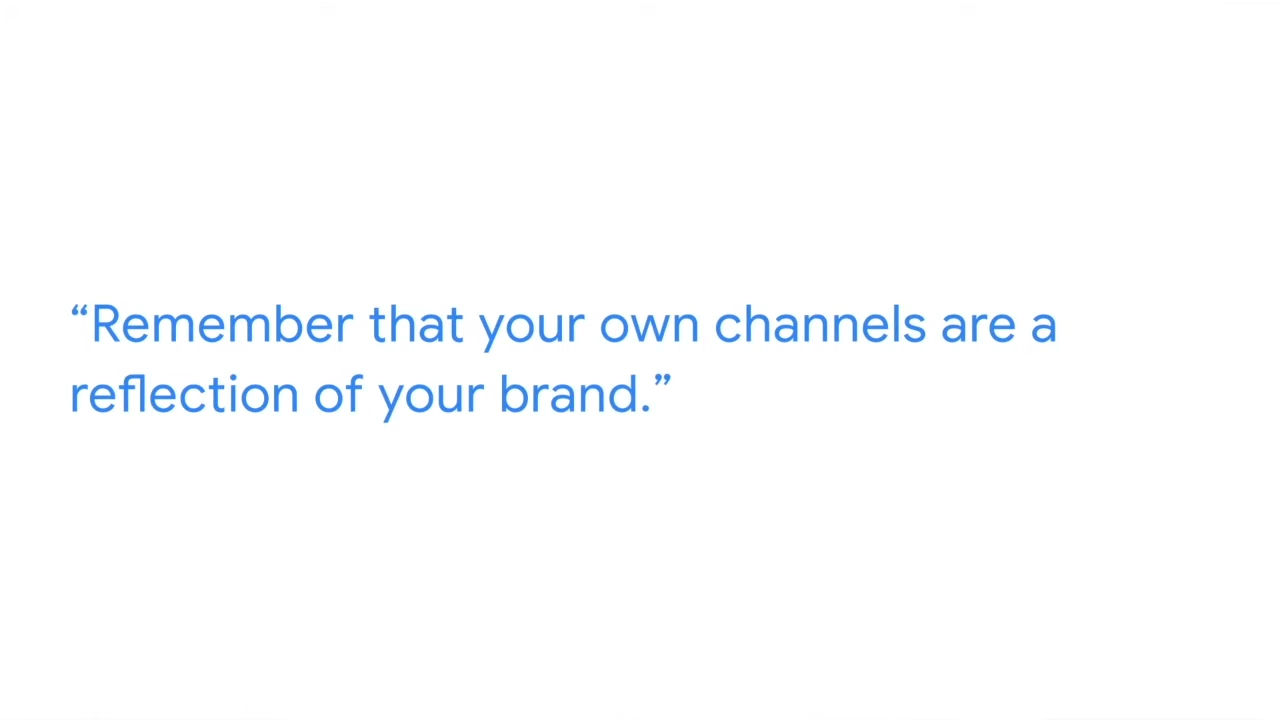 “Remember that your own channels are a
reflection of your brand.”